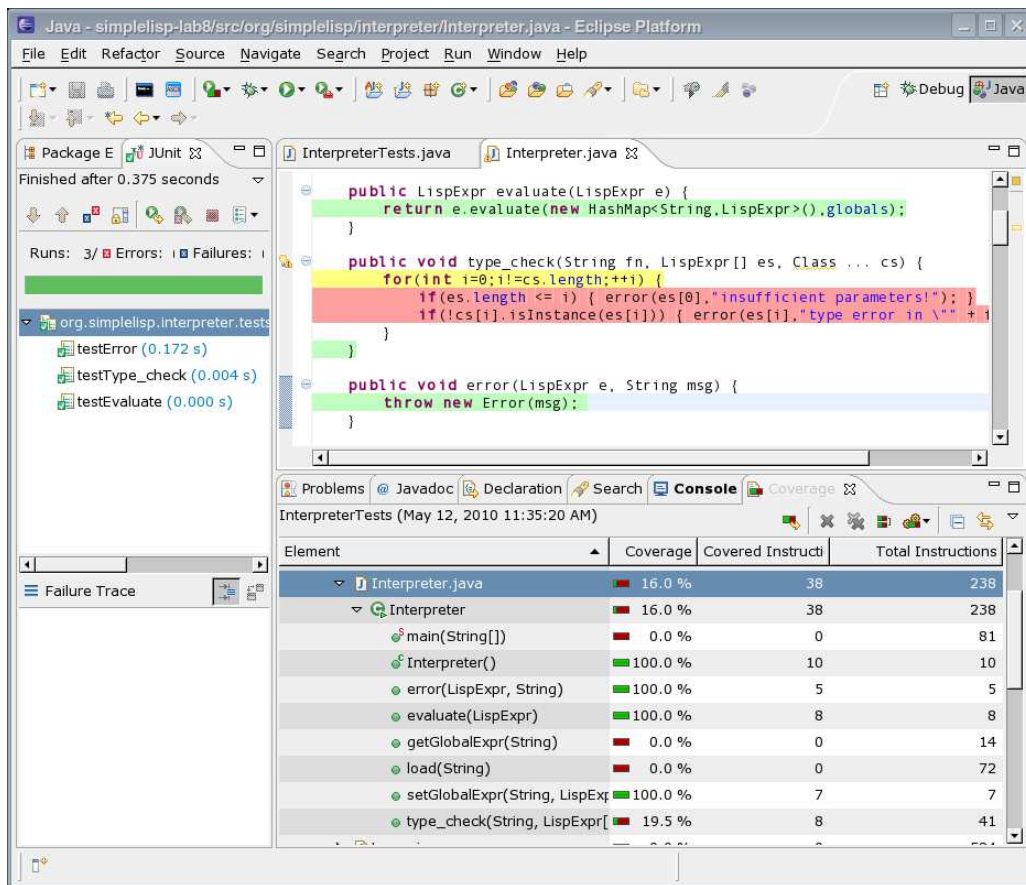 Java - simplelisp-lab8/src/org/simplelisp/interpreter/Interpreter.java - Eclipse Platform
File Edit Refactor Source Navigate Search Project Run Window Help
Debug Java
Package E JUnit
Finished after 0.375 seconds
Runs: 3/ Errors: Failures:
org.simplelisp.interpreter.tests
testError (0.172 s)
testType_check (0.004 s)
testEvaluate (0.000 s)
Failure Trace
InterpreterTests.java Interpreter.java
public LispExpr evaluate(LispExpr e) {
return e.evaluate(new HashMap<String,LispExpr>(),globals);
}
public void type_check(String fn, LispExpr[] es, Class ... cs) {
for(int i=0;i!=cs.length;++i) {
if(es.length <= i) { error(es[0],"insufficient parameters!"); }
if(!cs[i].isInstance(es[i])) { error(es[i],"type error in \"" + i
}
}
public void error(LispExpr e, String msg) {
throw new Error(msg);
}
Problems @ Javadoc Declaration Search Console Coverage
InterpreterTests (May 12, 2010 11:35:20 AM)
Element Coverage Covered Instructi Total Instructions
Interpreter.java 16.0 % 38 238
Interpreter 16.0 % 38 238
main(String[]) 0.0 % 0 81
Interpreter() 100.0 % 10 10
error(LispExpr, String) 100.0 % 5 5
evaluate(LispExpr) 100.0 % 8 8
getGlobalExpr(String) 0.0 % 0 14
load(String) 0.0 % 0 72
setGlobalExpr(String, LispExp 100.0 % 7 7
type_check(String, LispExpr[ 19.5 % 8 41